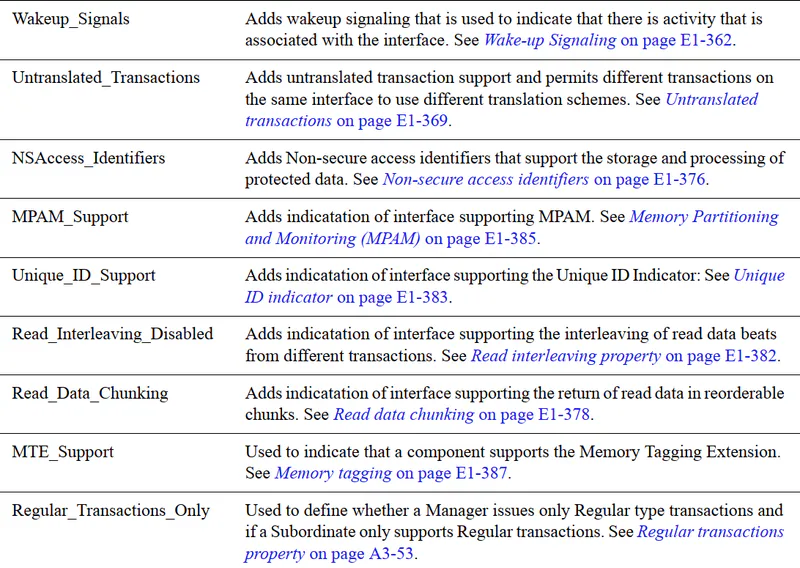 Wakeup_Signals Adds wakeup signaling that is used to indicate that there is activity that is
associated with the interface. See Wake-up Signaling on page E1-362.
Untranslated_Transactions Adds untranslated transaction support and permits different transactions on
the same interface to use different translation schemes. See Untranslated
transactions on page E1-369.
NSAccess_Identifiers Adds Non-secure access identifiers that support the storage and processing of
protected data. See Non-secure access identifiers on page E1-376.
MPAM_Support Adds indicatation of interface supporting MPAM. See Memory Partitioning
and Monitoring (MPAM) on page E1-385.
Unique_ID_Support Adds indicatation of interface supporting the Unique ID Indicator: See Unique
ID indicator on page E1-383.
Read_Interleaving_Disabled Adds indicatation of interface supporting the interleaving of read data beats
from different transactions. See Read interleaving property on page E1-382.
Read_Data_Chunking Adds indicatation of interface supporting the return of read data in reorderable
chunks. See Read data chunking on page E1-378.
MTE_Support Used to indicate that a component supports the Memory Tagging Extension.
See Memory tagging on page E1-387.
Regular_Transactions_Only Used to define whether a Manager issues only Regular type transactions and
if a Subordinate only supports Regular transactions. See Regular transactions
property on page A3-53.